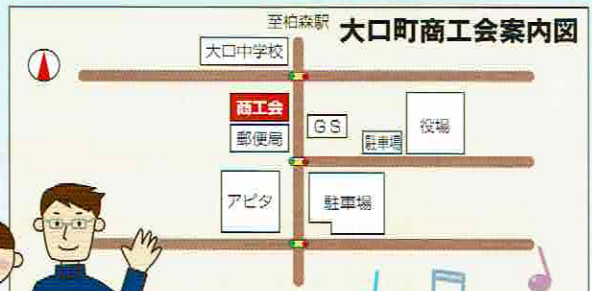 至柏森駅
大口町商工会案内図
大口中学校
商工会
郵便局
GS
駐車場
役場
アピタ
駐車場